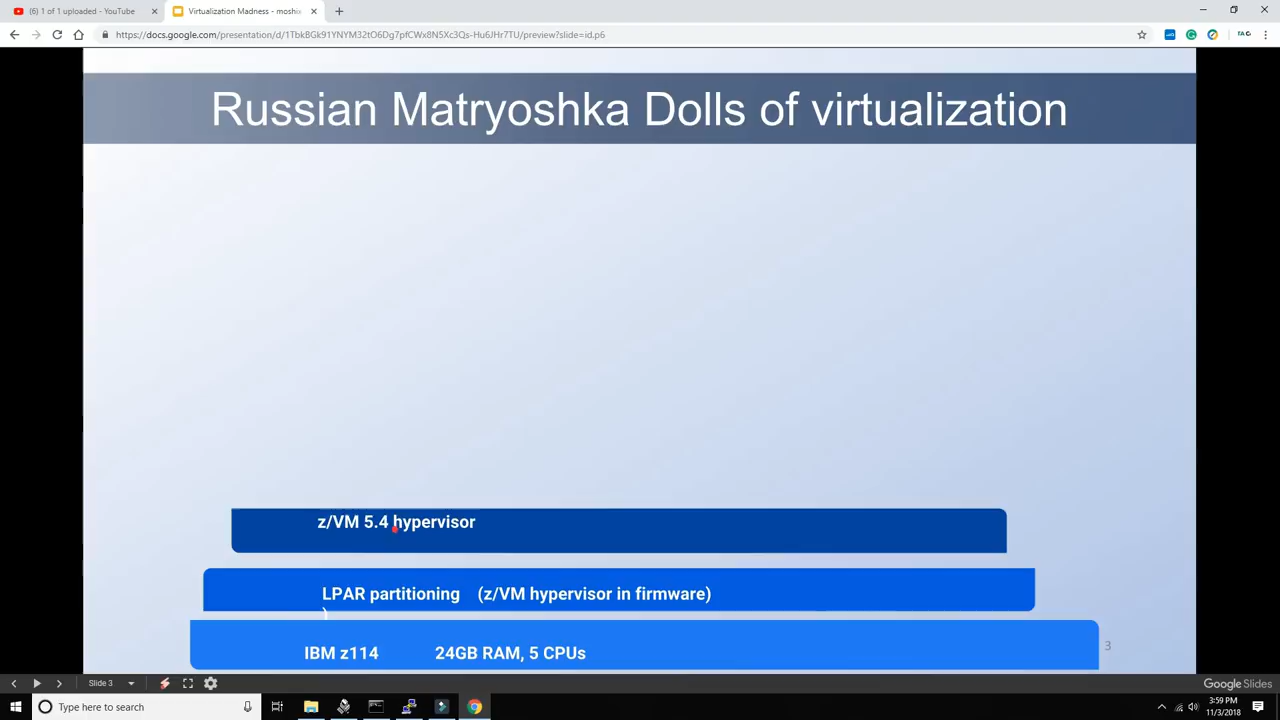 (6) 1 of 1 uploaded - YouTube
Virtualization Madness - moshix
https://docs.google.com/presentation/d/1TbkBGk91YNYM32tO6Dg7pfCWx8N5Xc3Qs-Hu6JHr7TU/preview?slide=id.p6
Russian Matryoshka Dolls of virtualization
z/VM 5.4 hypervisor
LPAR partitioning (z/VM hypervisor in firmware)
)
IBM z114 24GB RAM, 5 CPUs
3
Slide 3
Google Slides
Type here to search
3:59 PM
11/3/2018